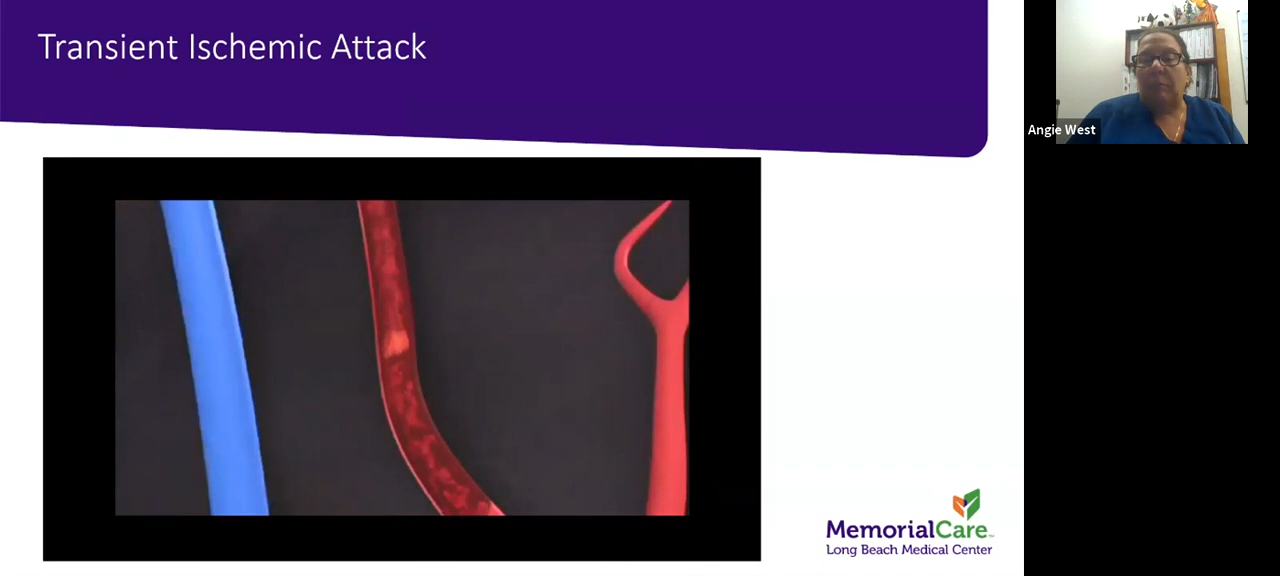 Transient Ischemic Attack
Angie West
MemorialCare
Long Beach Medical Center